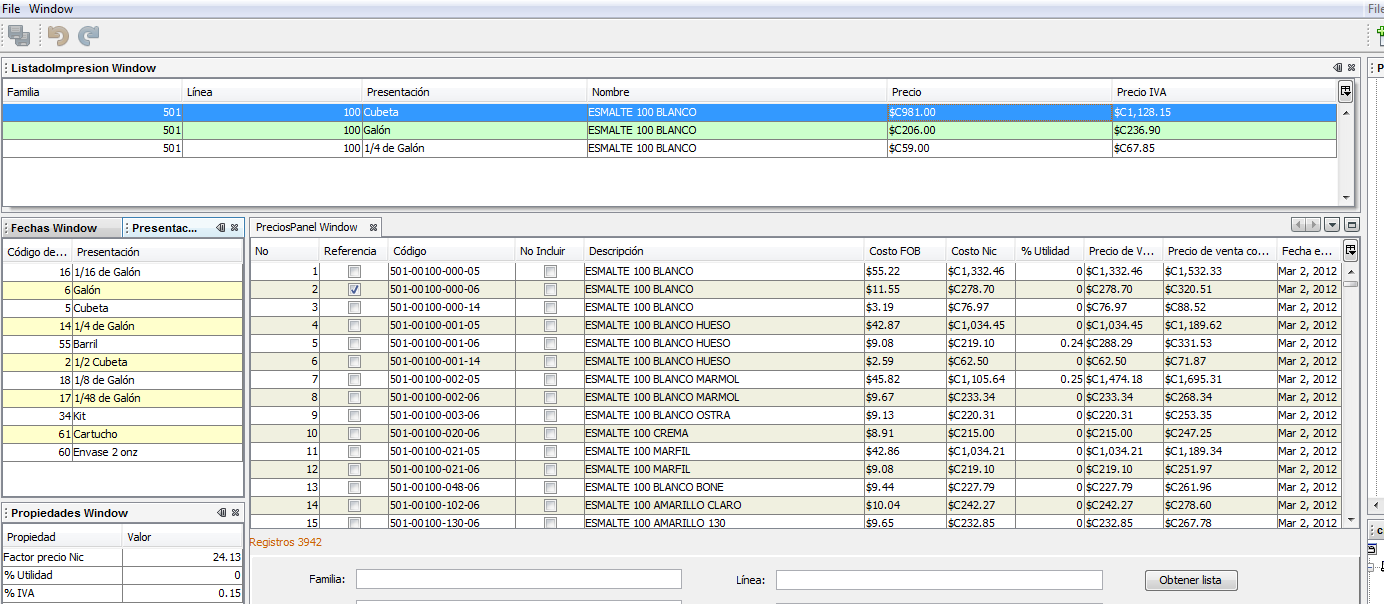 File Window
File
ListadoImpresion Window
P
Familia Línea Presentación Nombre Precio Precio IVA
501 100 Cubeta ESMALTE 100 BLANCO $C981.00 $C1,128.15
501 100 Galón ESMALTE 100 BLANCO $C206.00 $C236.90
501 100 1/4 de Galón ESMALTE 100 BLANCO $C59.00 $C67.85
Fechas Window Presentac...
Código de... Presentación
16 1/16 de Galón
6 Galón
5 Cubeta
14 1/4 de Galón
55 Barril
2 1/2 Cubeta
18 1/8 de Galón
17 1/48 de Galón
34 Kit
61 Cartucho
60 Envase 2 onz
Propiedades Window
Propiedad Valor
Factor precio Nic 24.13
% Utilidad 0
% IVA 0.15
PreciosPanel Window
No Referencia Código No Incluir Descripción Costo FOB Costo Nic % Utilidad Precio de V... Precio de venta co... Fecha e...
1 501-00100-000-05 ESMALTE 100 BLANCO $55.22 $C1,332.46 0 $C1,332.46 $C1,532.33 Mar 2, 2012
2 501-00100-000-06 ESMALTE 100 BLANCO $11.55 $C278.70 0 $C278.70 $C320.51 Mar 2, 2012
3 501-00100-000-14 ESMALTE 100 BLANCO $3.19 $C76.97 0 $C76.97 $C88.52 Mar 2, 2012
4 501-00100-001-05 ESMALTE 100 BLANCO HUESO $42.87 $C1,034.45 0 $C1,034.45 $C1,189.62 Mar 2, 2012
5 501-00100-001-06 ESMALTE 100 BLANCO HUESO $9.08 $C219.10 0.24 $C288.29 $C331.53 Mar 2, 2012
6 501-00100-001-14 ESMALTE 100 BLANCO HUESO $2.59 $C62.50 0 $C62.50 $C71.87 Mar 2, 2012
7 501-00100-002-05 ESMALTE 100 BLANCO MARMOL $45.82 $C1,105.64 0.25 $C1,474.18 $C1,695.31 Mar 2, 2012
8 501-00100-002-06 ESMALTE 100 BLANCO MARMOL $9.67 $C233.34 0 $C233.34 $C268.34 Mar 2, 2012
9 501-00100-003-06 ESMALTE 100 BLANCO OSTRA $9.13 $C220.31 0 $C220.31 $C253.35 Mar 2, 2012
10 501-00100-020-06 ESMALTE 100 CREMA $8.91 $C215.00 0 $C215.00 $C247.25 Mar 2, 2012
11 501-00100-021-05 ESMALTE 100 MARFIL $42.86 $C1,034.21 0 $C1,034.21 $C1,189.34 Mar 2, 2012
12 501-00100-021-06 ESMALTE 100 MARFIL $9.08 $C219.10 0 $C219.10 $C251.97 Mar 2, 2012
13 501-00100-048-06 ESMALTE 100 BLANCO BONE $9.44 $C227.79 0 $C227.79 $C261.96 Mar 2, 2012
14 501-00100-102-06 ESMALTE 100 AMARILLO CLARO $10.04 $C242.27 0 $C242.27 $C278.60 Mar 2, 2012
15 501-00100-130-06 ESMALTE 100 AMARILLO 130 $9.65 $C232.85 0 $C232.85 $C267.78 Mar 2, 2012
Registros 3942
Familia: Línea: Obtener lista